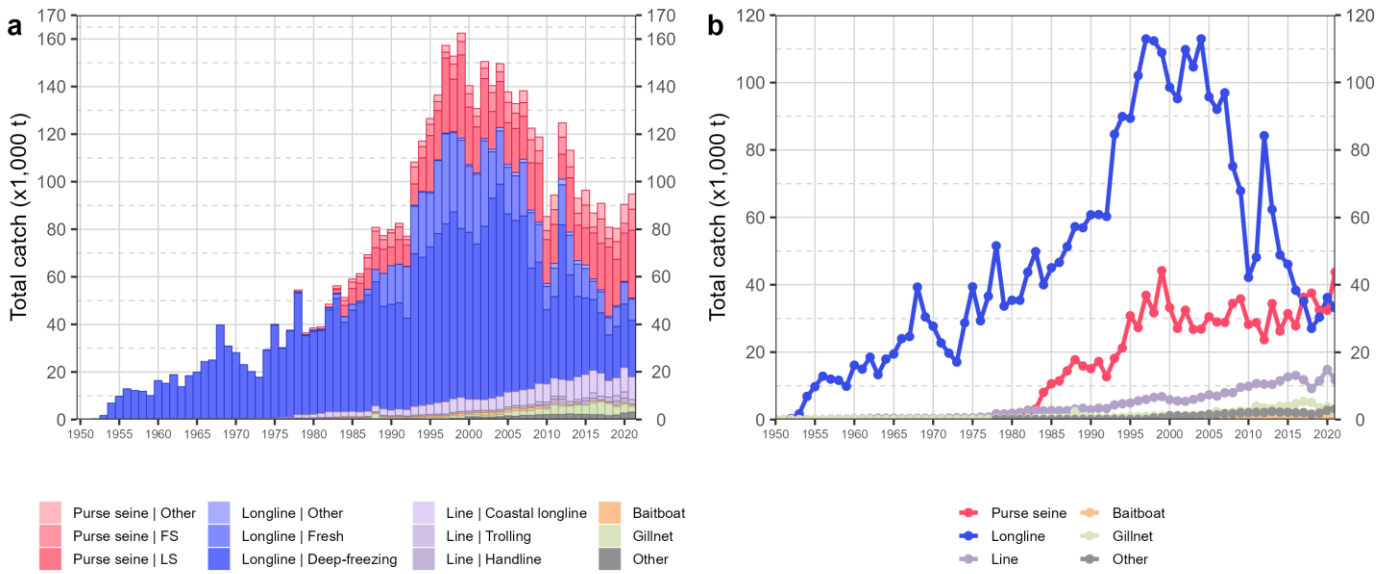 a
Total catch (x1,000 t)
170
160
140
120
100
80
60
40
20
0
170
160
140
120
100
80
60
40
20
0
1950 1955 1960 1965 1970 1975 1980 1985 1990 1995 2000 2005 2010 2015 2020
Purse seine | Other Longline | Other Line | Coastal longline Baitboat
Purse seine | FS Longline | Fresh Line | Trolling Gillnet
Purse seine | LS Longline | Deep-freezing Line | Handline Other
b
Total catch (x1,000 t)
120
100
80
60
40
20
0
120
100
80
60
40
20
0
1950 1955 1960 1965 1970 1975 1980 1985 1990 1995 2000 2005 2010 2015 2020
Purse seine Baitboat
Longline Gillnet
Line Other